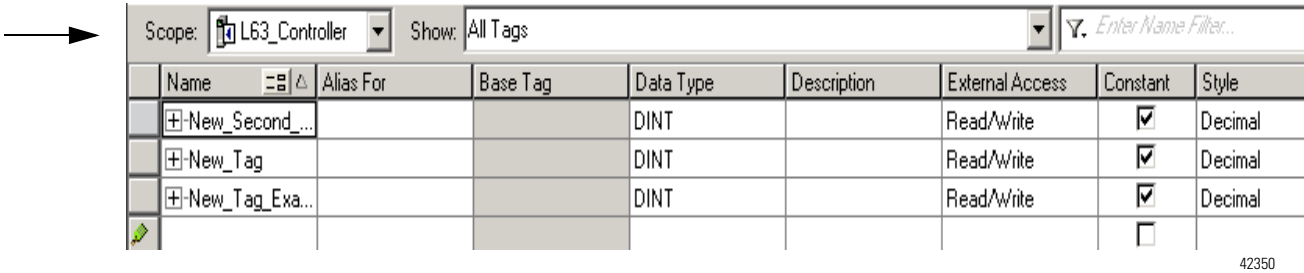 Scope: L63_Controller Show: All Tags Enter Name Filter...
Name Alias For Base Tag Data Type Description External Access Constant Style
New_Second_... DINT Read/Write Decimal
New_Tag DINT Read/Write Decimal
New_Tag_Exa... DINT Read/Write Decimal
42350